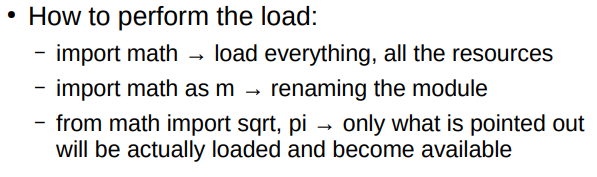 • How to perform the load:
– import math → load everything, all the resources
– import math as m → renaming the module
– from math import sqrt, pi → only what is pointed out
will be actually loaded and become available